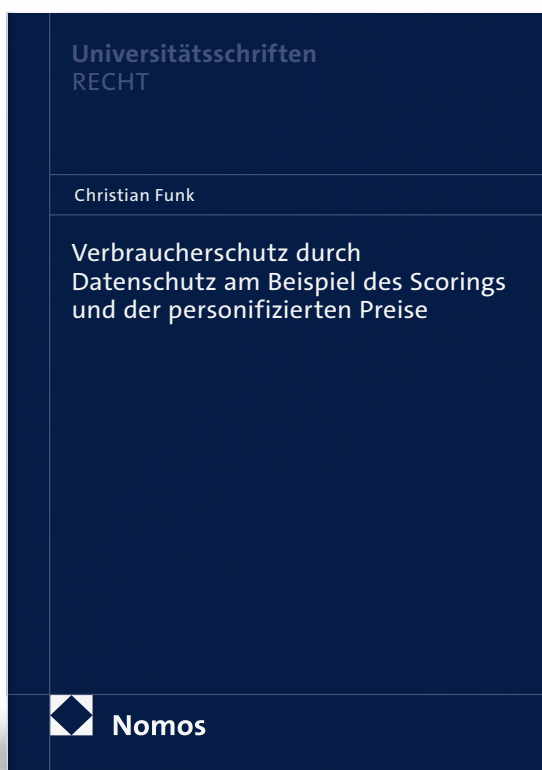 Universitätsschriften
RECHT
Christian Funk
Verbraucherschutz durch
Datenschutz am Beispiel des Scorings
und der personifizierten Preise
Nomos